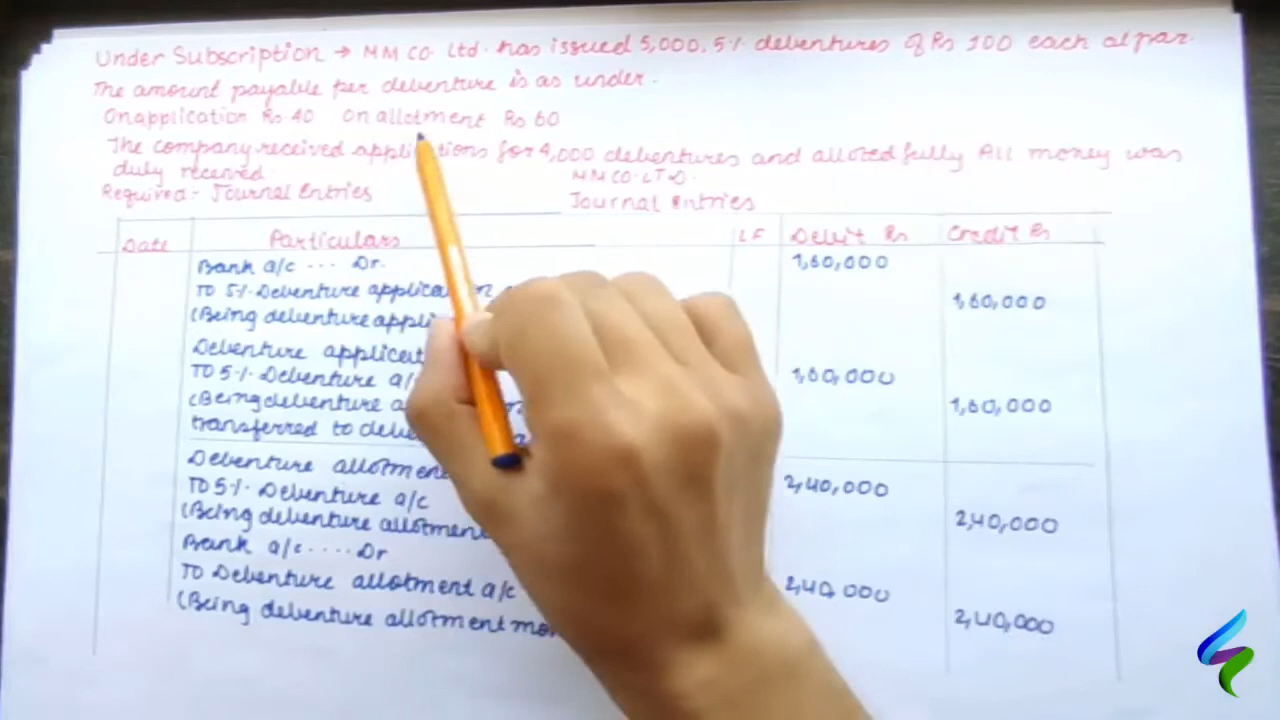 Under Subscription → MM CO Ltd. has issued 5,000, 5% debentures of Rs 100 each at par.
The amount payable per debenture is as under.
On application Rs 40 On allotment Rs 60
The company received applications for 4,000 debentures and alloted fully All money was
duly received.
MM CO. LTD.
Required:- Journal Entries
Journal Entries
Date Particulars LF Debit Rs Credit Rs
Bank a/c --- Dr. 1,60,000
To 5% Debenture application 1,60,000
(Being debenture appli
Debenture applicat
To 5% Debenture a/ 1,60,000
(Being debenture a 1,60,000
transferred to debe
Debenture allotmen 2,40,000
To 5% Debenture a/c
(Being debenture allotment 2,40,000
Bank a/c .... Dr
To Debenture allotment a/c 2,40,000
(Being debenture allotment mon 2,40,000